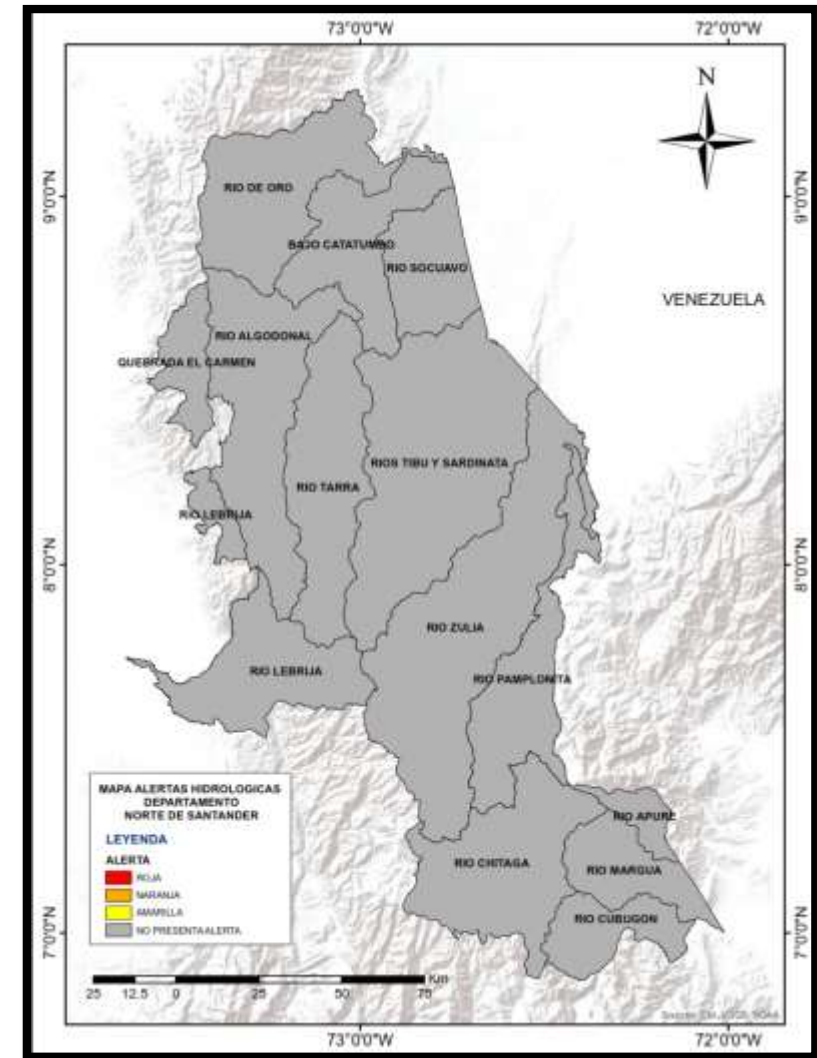 73°0'0"W 72°0'0"W
N
9°0'0"N 9°0'0"N
RIO DE ORO
BAJO CATATUMBO
RIO SOCUAVO
VENEZUELA
RIO ALGODONAL
QUEBRADA EL CARMEN
RIOS TIBU Y SARDINATA
RIO TARRA
RIO LEBRIJA
8°0'0"N 8°0'0"N
RIO ZULIA
RIO LEBRIJA
RIO PAMPLONITA
MAPA ALERTAS HIDROLOGICAS
DEPARTAMENTO
NORTE DE SANTANDER
LEYENDA
ALERTA
ROJA
NARANJA
AMARILLA
NO PRESENTA ALERTA
RIO APURE
RIO CHITAGA
RIO MARGUA
RIO CUBUGON
7°0'0"N 7°0'0"N
Km
25 12.5 0 25 50 75
73°0'0"W 72°0'0"W